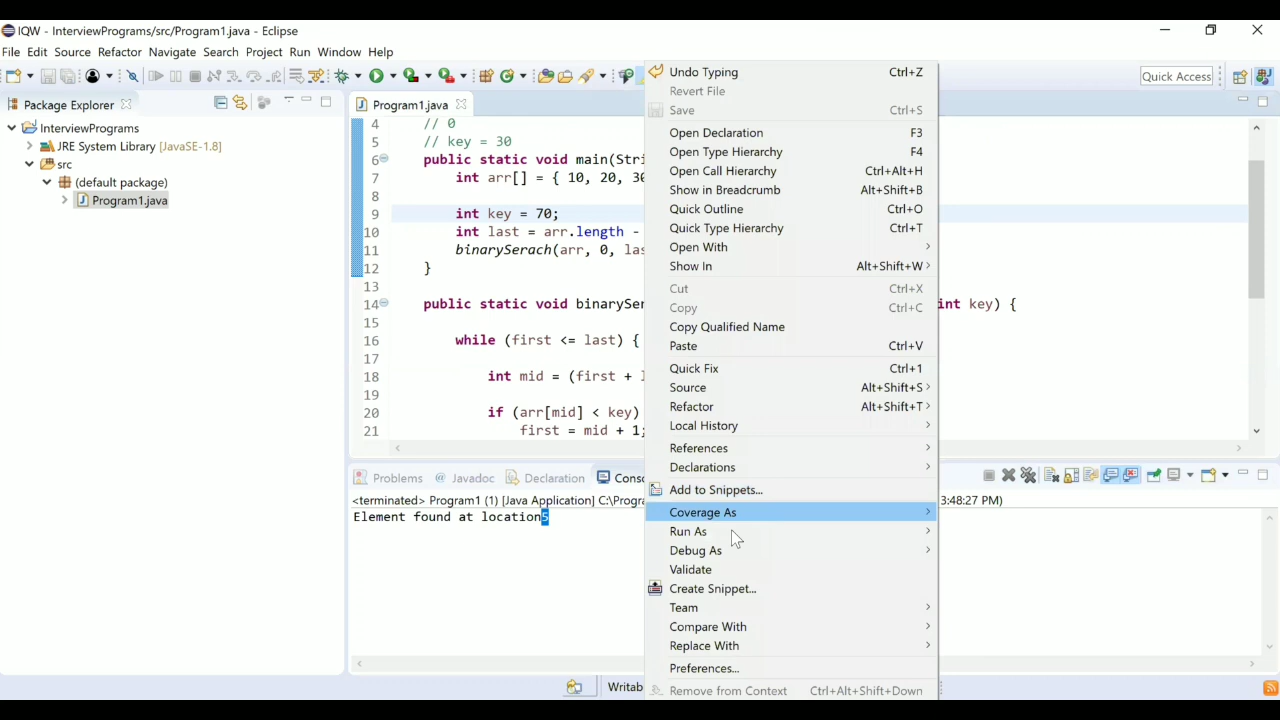 IQW - InterviewPrograms/src/Program1.java - Eclipse
File Edit Source Refactor Navigate Search Project Run Window Help
Quick Access
Package Explorer
InterviewPrograms
JRE System Library [JavaSE-1.8]
src
(default package)
Program1.java
Program1.java
4 // 0
5 // key = 30
6 public static void main(Stri
7 int arr[] = { 10, 20, 30
8
9 int key = 70;
10 int last = arr.length -
11 binarySerach(arr, 0, las
12 }
13
14 public static void binarySer int key) {
15
16 while (first <= last) {
17
18 int mid = (first + l
19
20 if (arr[mid] < key)
21 first = mid + 1;
Undo Typing Ctrl+Z
Revert File
Save Ctrl+S
Open Declaration F3
Open Type Hierarchy F4
Open Call Hierarchy Ctrl+Alt+H
Show in Breadcrumb Alt+Shift+B
Quick Outline Ctrl+O
Quick Type Hierarchy Ctrl+T
Open With
Show In Alt+Shift+W
Cut Ctrl+X
Copy Ctrl+C
Copy Qualified Name
Paste Ctrl+V
Quick Fix Ctrl+1
Source Alt+Shift+S
Refactor Alt+Shift+T
Local History
References
Declarations
Add to Snippets...
Coverage As
Run As
Debug As
Validate
Create Snippet...
Team
Compare With
Replace With
Preferences...
Remove from Context Ctrl+Alt+Shift+Down
Problems @ Javadoc Declaration Conso
<terminated> Program1 (1) [Java Application] C:\Progra 3:48:27 PM)
Element found at location5
Writab